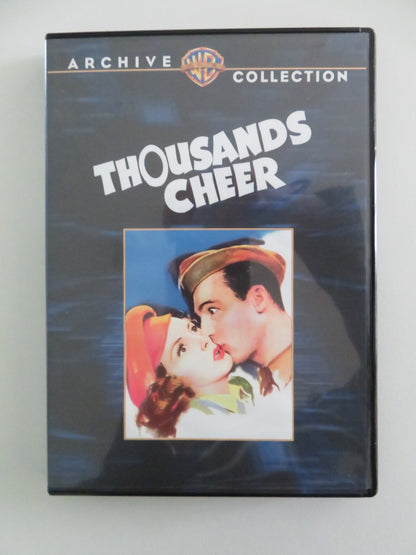 ARCHIVE WB COLLECTION
THOUSANDS
CHEER